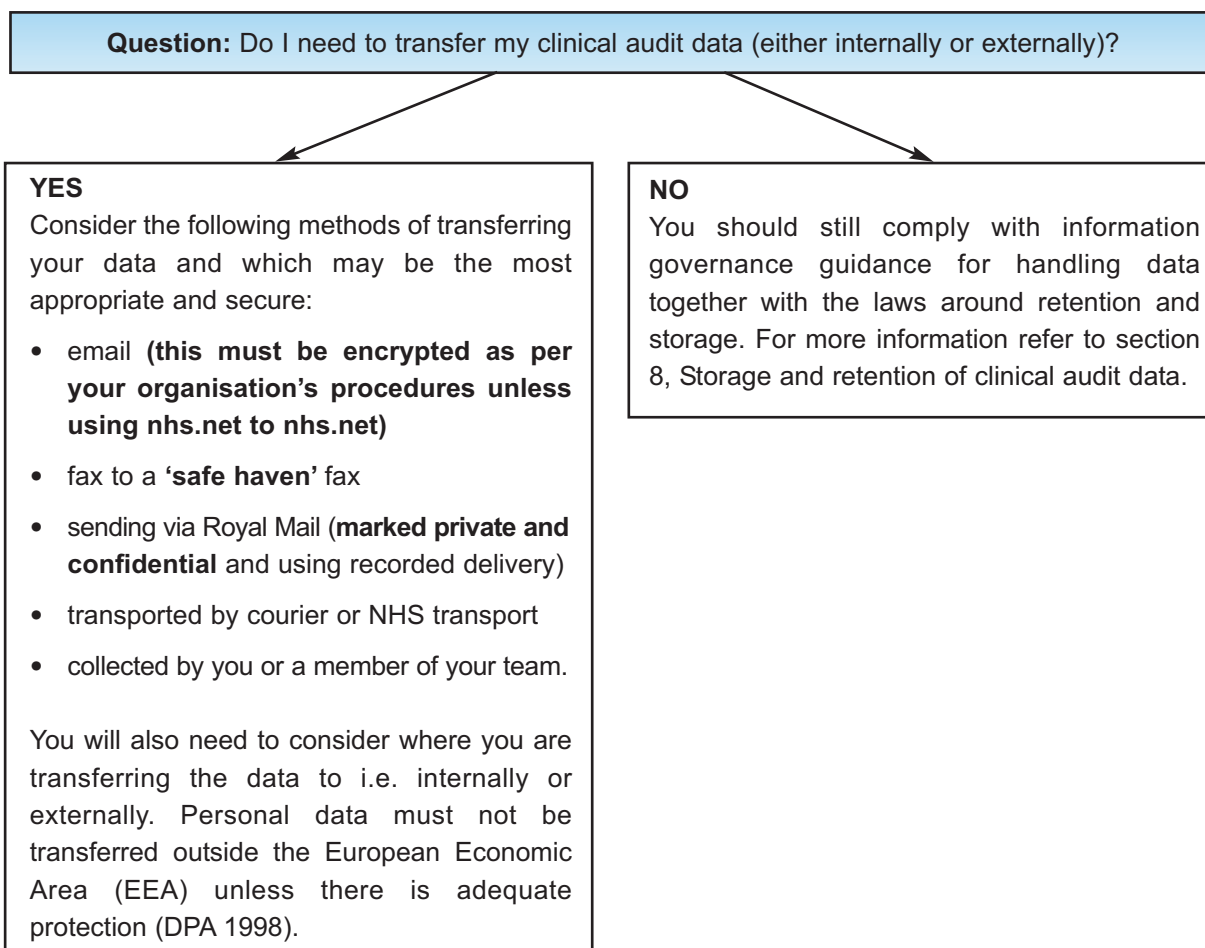 Question: Do I need to transfer my clinical audit data (either internally or externally)?
YES
Consider the following methods of transferring
your data and which may be the most
appropriate and secure:
• email (this must be encrypted as per
your organisation’s procedures unless
using nhs.net to nhs.net)
• fax to a ‘safe haven’ fax
• sending via Royal Mail (marked private and
confidential and using recorded delivery)
• transported by courier or NHS transport
• collected by you or a member of your team.
You will also need to consider where you are
transferring the data to i.e. internally or
externally. Personal data must not be
transferred outside the European Economic
Area (EEA) unless there is adequate
protection (DPA 1998).
NO
You should still comply with information
governance guidance for handling data
together with the laws around retention and
storage. For more information refer to section
8, Storage and retention of clinical audit data.